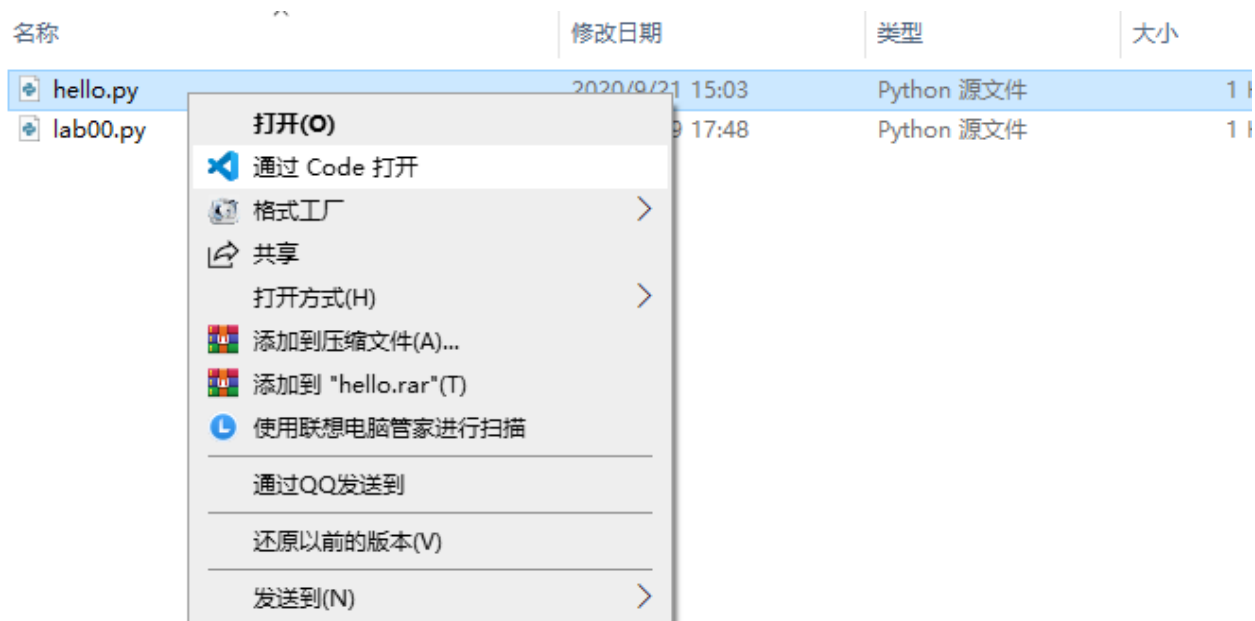 名称 修改日期 类型 大小
hello.py 2020/9/21 15:03 Python 源文件 1
lab00.py 9 17:48 Python 源文件 1
打开(O)
通过 Code 打开
格式工厂
共享
打开方式(H)
添加到压缩文件(A)...
添加到 "hello.rar"(T)
使用联想电脑管家进行扫描
通过QQ发送到
还原以前的版本(V)
发送到(N)